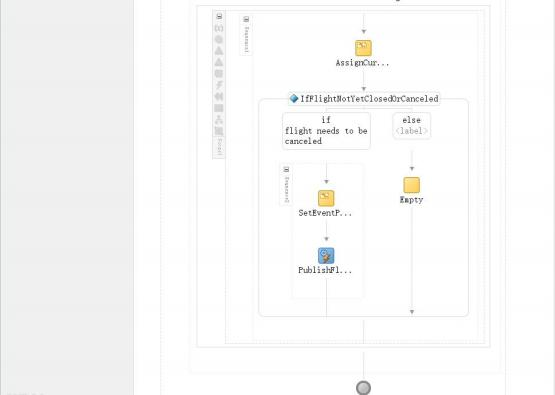 AssignCur...
IfFlightNotYetClosedOrCanceled
if
flight needs to be
canceled
else
<label>
SetEventP...
Empty
PublishFl...